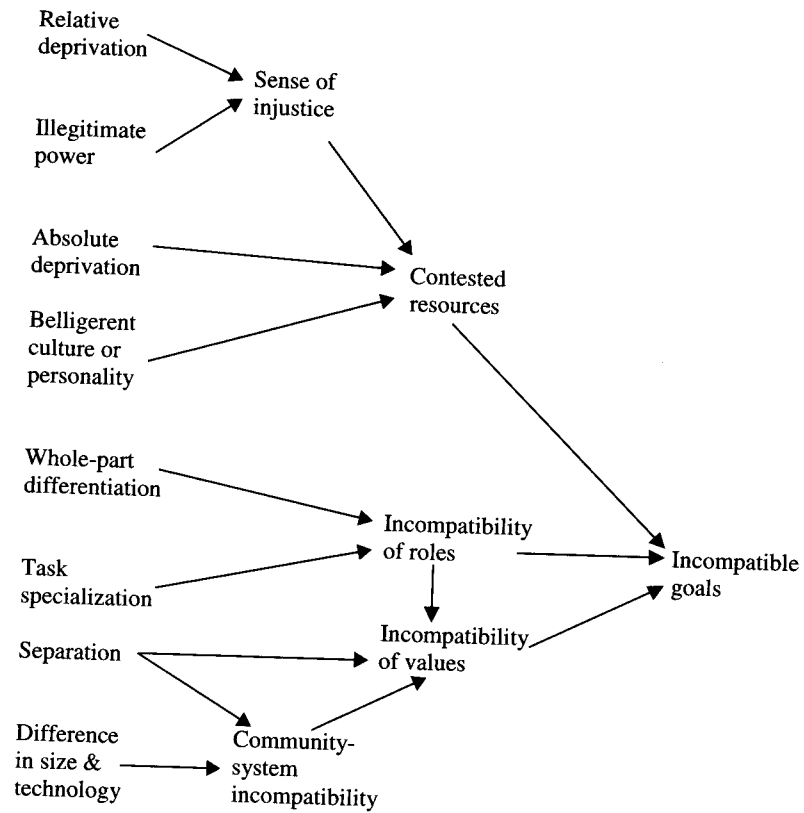 Relative
deprivation
Sense of
injustice
Illegitimate
power
Absolute
deprivation
Contested
resources
Belligerent
culture or
personality
Whole-part
differentiation
Incompatibility
of roles
Incompatible
goals
Task
specialization
Incompatibility
of values
Separation
Difference
in size &
technology
Community-
system
incompatibility